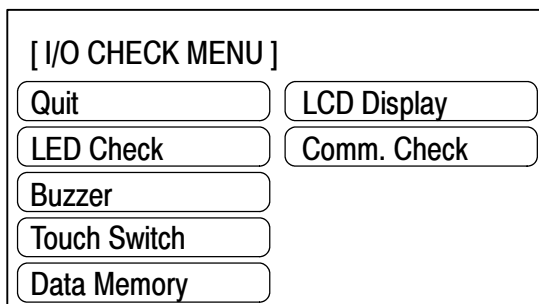 [ I/O CHECK MENU ]
Quit
LCD Display
LED Check
Comm. Check
Buzzer
Touch Switch
Data Memory